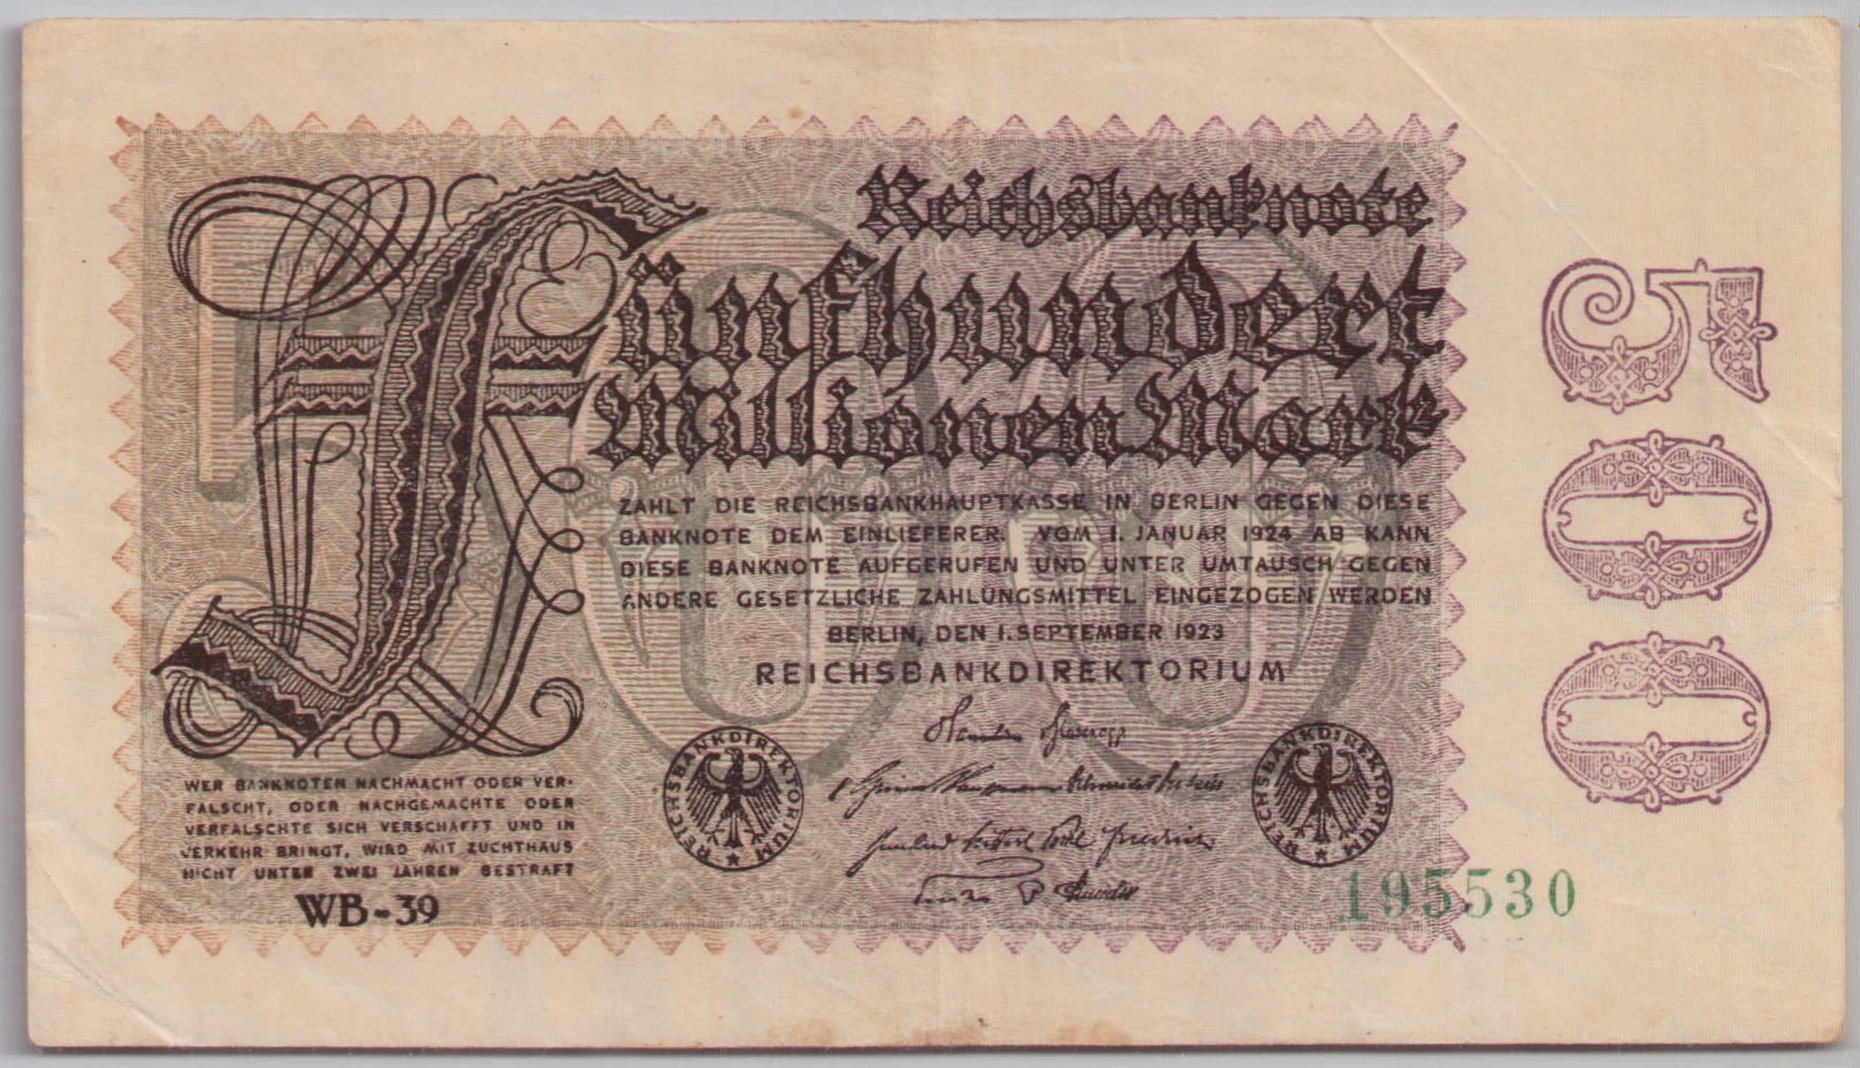 Reichsbanknote
Fünfhundert
Millionen Mark
ZAHLT DIE REICHSBANKHAUPTKASSE IN BERLIN GEGEN DIESE
BANKNOTE DEM EINLIEFERER. VOM 1. JANUAR 1924 AB KANN
DIESE BANKNOTE AUFGERUFEN UND UNTER UMTAUSCH GEGEN
ANDERE GESETZLICHE ZAHLUNGSMITTEL EINGEZOGEN WERDEN
BERLIN, DEN 1. SEPTEMBER 1923
REICHSBANKDIREKTORIUM
REICHSBANKDIREKTORIUM
REICHSBANKDIREKTORIUM
WER BANKNOTEN NACHMACHT ODER VER-
FALSCHT, ODER NACHGEMACHTE ODER
VERFALSCHTE SICH VERSCHAFFT UND IN
VERKEHR BRINGT, WIRD MIT ZUCHTHAUS
NICHT UNTER ZWEI JAHREN BESTRAFT
WB-39
195530
500
500